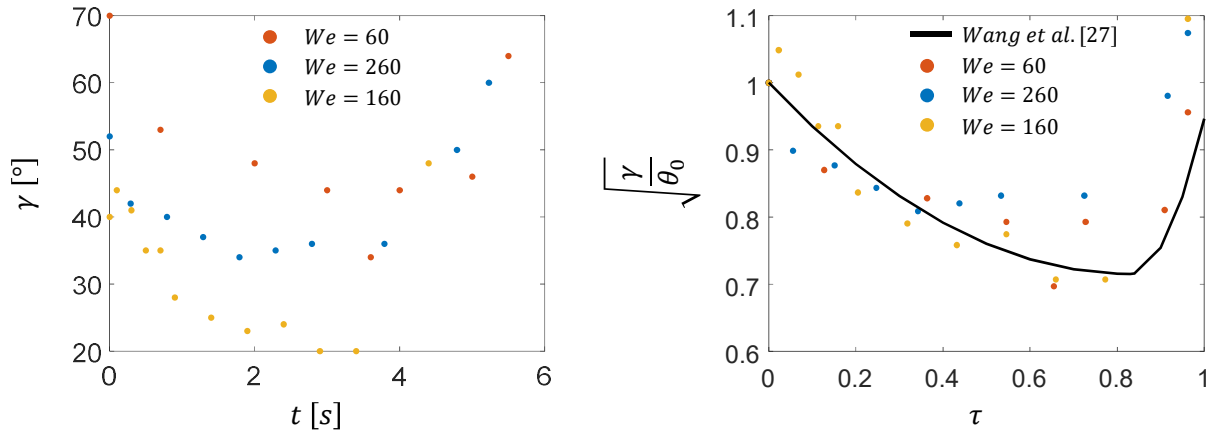 70
60
50
40
30
20
0
2
4
6
γ [°]
t [s]
We = 60
We = 260
We = 160
1.1
1
0.9
0.8
0.7
0.6
0
0.2
0.4
0.6
0.8
1
√(γ/θ₀)
τ
Wang et al. [27]
We = 60
We = 260
We = 160